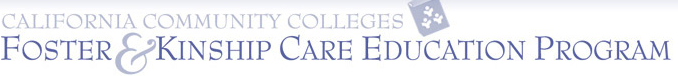 CALIFORNIA COMMUNITY COLLEGES
FOSTER & KINSHIP CARE EDUCATION PROGRAM